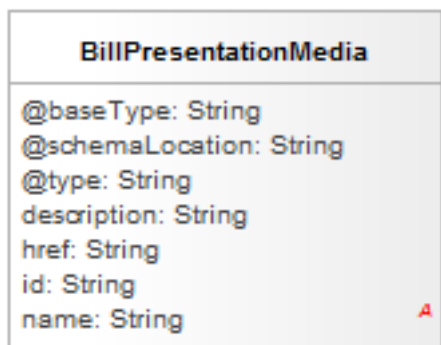 BillPresentationMedia
@baseType: String
@schemaLocation: String
@type: String
description: String
href: String
id: String
name: String
A